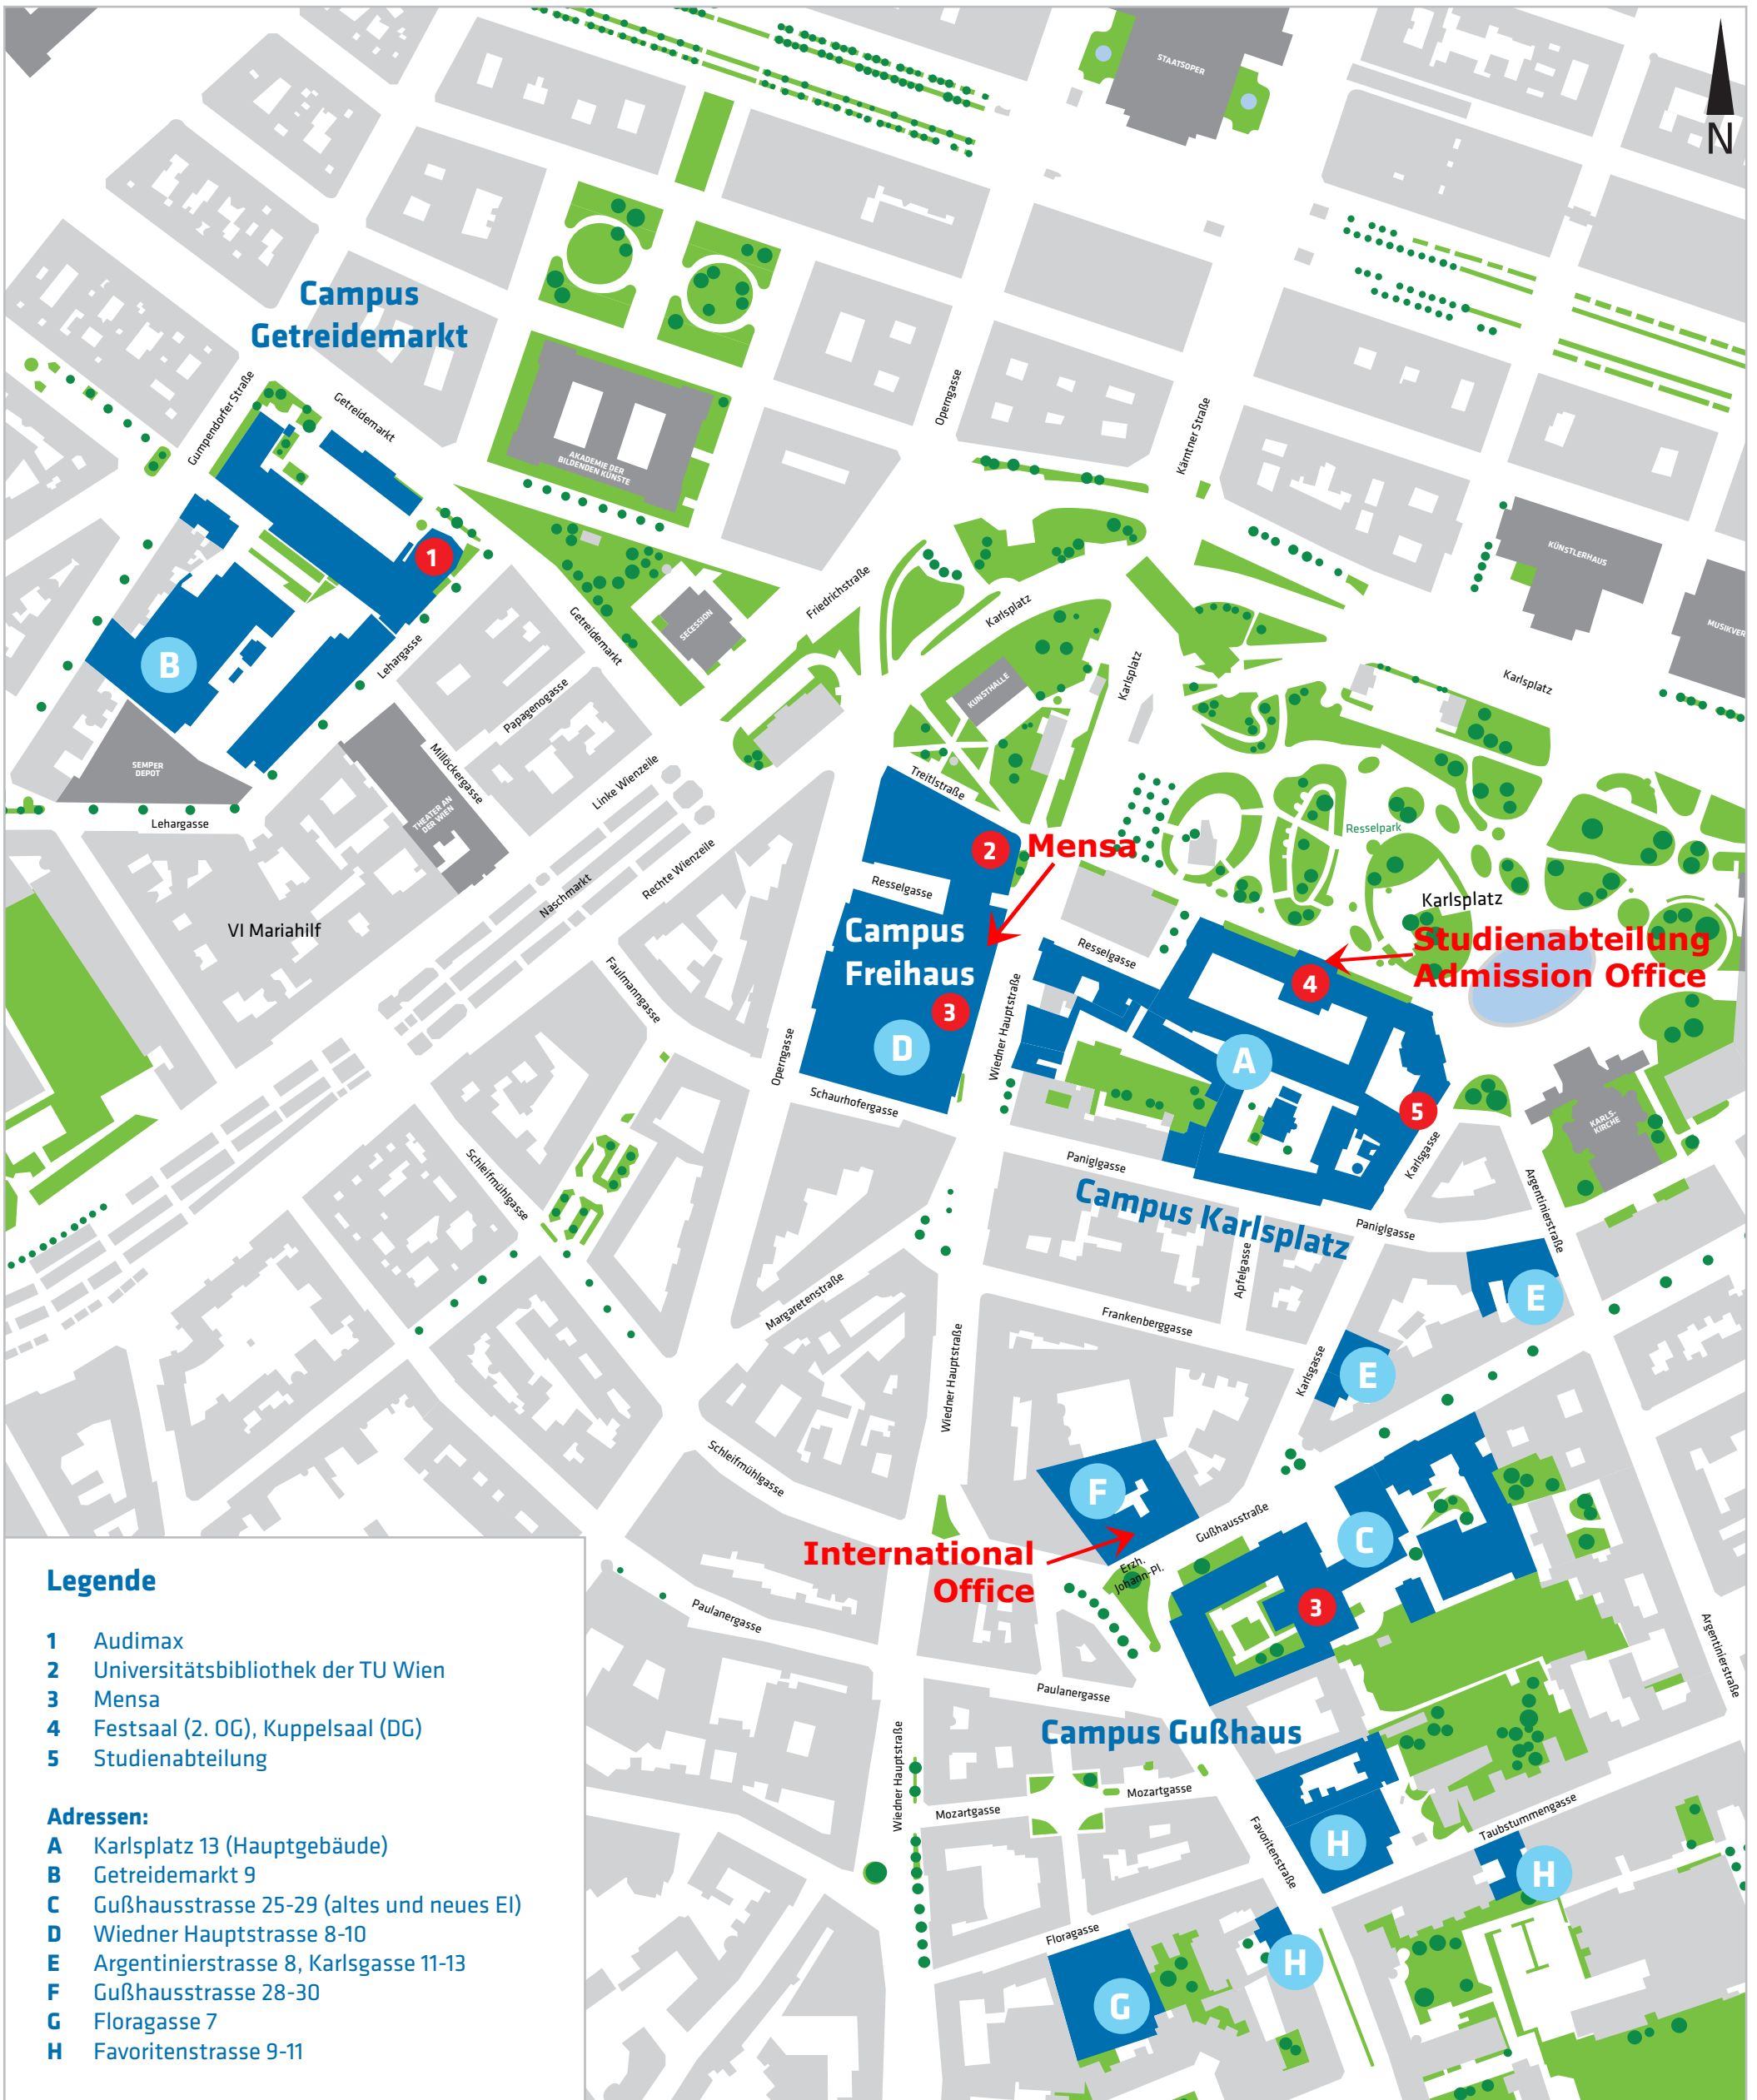 STAATSOPER
N
Campus
Getreidemarkt
Gumpendorfer Straße
Getreidemarkt
Operngasse
Kärntner Straße
AKADEMIE DER
BILDENDEN KÜNSTE
KÜNSTLERHAUS
MUSIKVER
1
B
Lehargasse
Getreidemarkt
SECESSION
Friedrichstraße
Karlsplatz
Karlsplatz
Karlsplatz
KUNSTHALLE
Papagenogasse
Millöckergasse
SEMPER
DEPOT
THEATER AN
DER WIEN
Linke Wienzeile
Lehargasse
Treitlstraße
Resselpark
2
Mensa
Rechte Wienzeile
Naschmarkt
Resselgasse
Karlsplatz
VI Mariahilf
Campus
Freihaus
Resselgasse
Studienabteilung
Admission Office
4
Faulmanngasse
3
D
Wiedner Hauptstraße
Operngasse
A
Schaurhofergasse
5
KARLS-
KIRCHE
Karlsgasse
Paniglgasse
Schleifmühlgasse
Campus Karlsplatz
Paniglgasse
Argentinierstraße
Apfelgasse
E
Margaretenstraße
Frankenberggasse
Wiedner Hauptstraße
Karlsgasse
E
Schleifmühlgasse
F
Gußhausstraße
C
International
Office
Erzh.
Johann-Pl.
3
Paulanergasse
Argentinierstraße
Paulanergasse
Campus Gußhaus
Wiedner Hauptstraße
Mozartgasse
Mozartgasse
Favoritenstraße
H
Taubstummengasse
H
Floragasse
H
G
Legende
1 Audimax
2 Universitätsbibliothek der TU Wien
3 Mensa
4 Festsaal (2. OG), Kuppelsaal (DG)
5 Studienabteilung
Adressen:
A Karlsplatz 13 (Hauptgebäude)
B Getreidemarkt 9
C Gußhausstrasse 25-29 (altes und neues EI)
D Wiedner Hauptstrasse 8-10
E Argentinierstrasse 8, Karlsgasse 11-13
F Gußhausstrasse 28-30
G Floragasse 7
H Favoritenstrasse 9-11